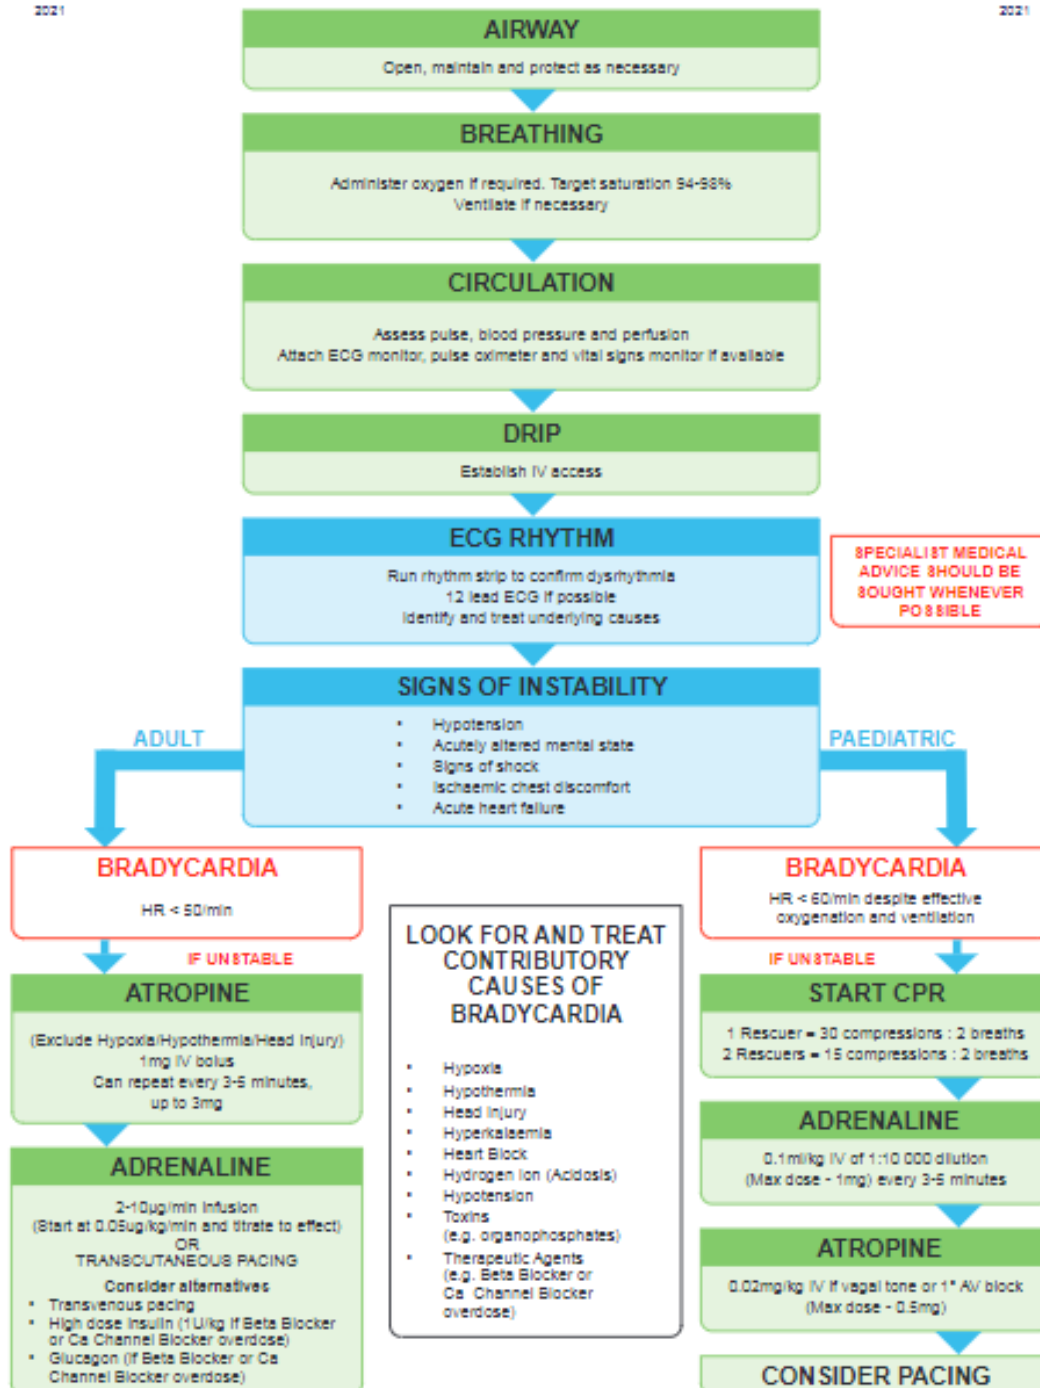 2021
2021
AIRWAY
Open, maintain and protect as necessary
BREATHING
Administer oxygen if required. Target saturation 94-98%
Ventilate if necessary
CIRCULATION
Assess pulse, blood pressure and perfusion
Attach ECG monitor, pulse oximeter and vital signs monitor if available
DRIP
Establish IV access
ECG RHYTHM
Run rhythm strip to confirm dysrhythmia
12 lead ECG if possible
Identify and treat underlying causes
SPECIALIST MEDICAL
ADVICE SHOULD BE
SOUGHT WHENEVER
POSSIBLE
SIGNS OF INSTABILITY
• Hypotension
• Acutely altered mental state
• Signs of shock
• Ischaemic chest discomfort
• Acute heart failure
ADULT
PAEDIATRIC
BRADYCARDIA
HR < 50/min
IF UNSTABLE
ATROPINE
(Exclude Hypoxia/Hypothermia/Head Injury)
1mg IV bolus
Can repeat every 3-5 minutes,
up to 3mg
ADRENALINE
2-10µg/min infusion
(Start at 0.05ug/kg/min and titrate to effect)
OR
TRANSCUTANEOUS PACING
Consider alternatives
• Transvenous pacing
• High dose insulin (1U/kg if Beta Blocker
or Ca Channel Blocker overdose)
• Glucagon (if Beta Blocker or Ca
Channel Blocker overdose)
LOOK FOR AND TREAT
CONTRIBUTORY
CAUSES OF
BRADYCARDIA
• Hypoxia
• Hypothermia
• Head Injury
• Hyperkalaemia
• Heart Block
• Hydrogen Ion (Acidosis)
• Hypotension
• Toxins
(e.g. organophosphates)
• Therapeutic Agents
(e.g. Beta Blocker or
Ca Channel Blocker
overdose)
BRADYCARDIA
HR < 60/min despite effective
oxygenation and ventilation
IF UNSTABLE
START CPR
1 Rescuer = 30 compressions : 2 breaths
2 Rescuers = 15 compressions : 2 breaths
ADRENALINE
0.1ml/kg IV of 1:10 000 dilution
(Max dose - 1mg) every 3-5 minutes
ATROPINE
0.02mg/kg IV if vagal tone or 1° AV block
(Max dose - 0.5mg)
CONSIDER PACING